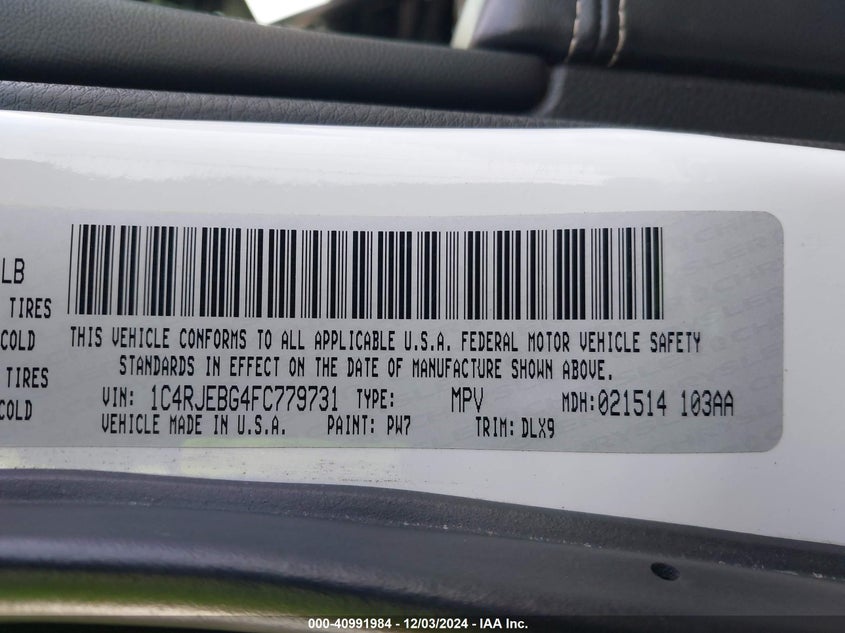 LB
TIRES
COLD
TIRES
COLD
THIS VEHICLE CONFORMS TO ALL APPLICABLE U.S.A. FEDERAL MOTOR VEHICLE SAFETY
STANDARDS IN EFFECT ON THE DATE OF MANUFACTURE SHOWN ABOVE.
VIN: 1C4RJEBG4FC779731 TYPE: MPV MDH: 021514 103AA
VEHICLE MADE IN U.S.A. PAINT: PW7 TRIM: DLX9
000-40991984 - 12/03/2024 - IAA Inc.